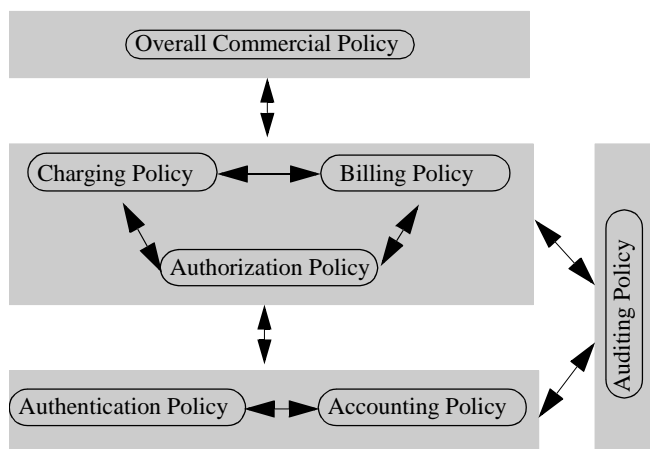 Overall Commercial Policy
Charging Policy
Billing Policy
Authorization Policy
Auditing Policy
Authentication Policy
Accounting Policy